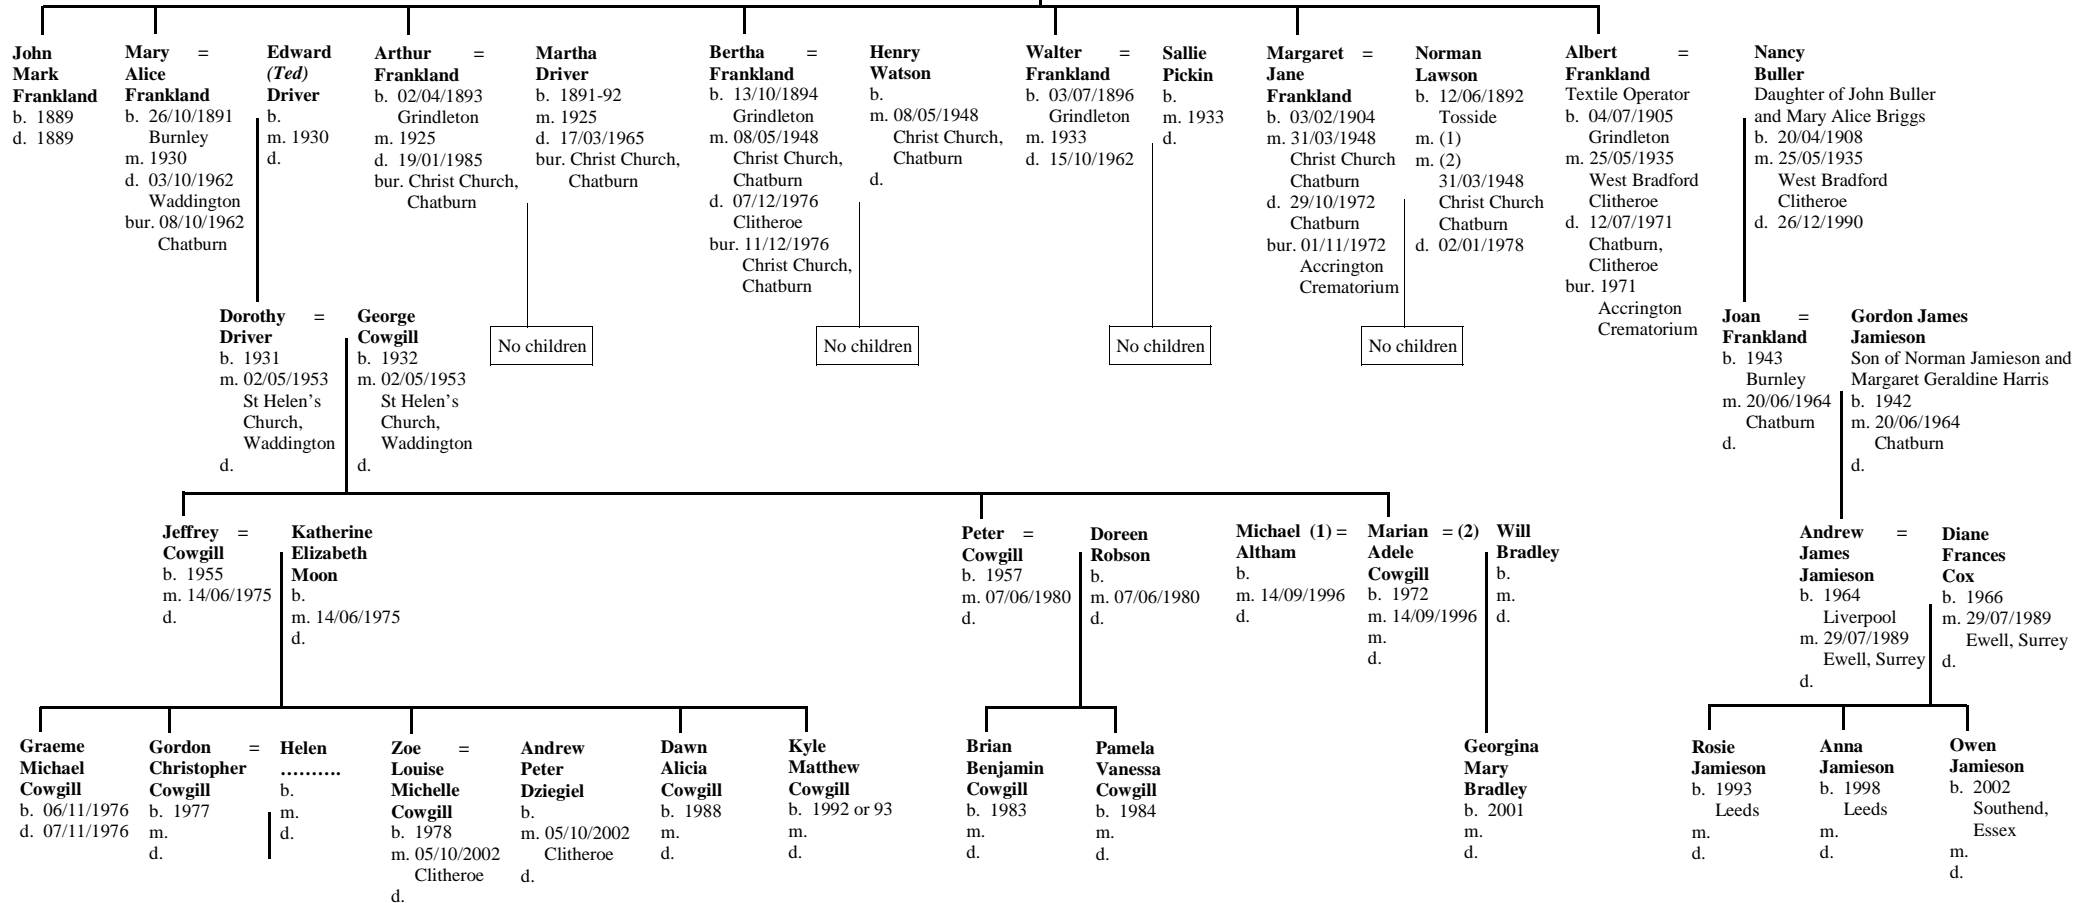 John
Mark
Frankland
b. 1889
d. 1889
Mary =
Alice
Frankland
b. 26/10/1891
Burnley
m. 1930
d. 03/10/1962
Waddington
bur. 08/10/1962
Chatburn
Edward
(Ted)
Driver
b.
m. 1930
d.
Arthur =
Frankland
b. 02/04/1893
Grindleton
m. 1925
d. 19/01/1985
bur. Christ Church,
Chatburn
Martha
Driver
b. 1891-92
m. 1925
d. 17/03/1965
bur. Christ Church,
Chatburn
Bertha =
Frankland
b. 13/10/1894
Grindleton
m. 08/05/1948
Christ Church,
Chatburn
d. 07/12/1976
Clitheroe
bur. 11/12/1976
Christ Church,
Chatburn
Henry
Watson
b.
m. 08/05/1948
Christ Church,
Chatburn
d.
Walter =
Frankland
b. 03/07/1896
Grindleton
m. 1933
d. 15/10/1962
Sallie
Pickin
b.
m. 1933
d.
Margaret =
Jane
Frankland
b. 03/02/1904
m. 31/03/1948
Christ Church
Chatburn
d. 29/10/1972
Chatburn
bur. 01/11/1972
Accrington
Crematorium
Norman
Lawson
b. 12/06/1892
Tosside
m. (1)
m. (2)
31/03/1948
Christ Church
Chatburn
d. 02/01/1978
Albert =
Frankland
Textile Operator
b. 04/07/1905
Grindleton
m. 25/05/1935
West Bradford
Clitheroe
d. 12/07/1971
Chatburn,
Clitheroe
bur. 1971
Accrington
Crematorium
Nancy
Buller
Daughter of John Buller
and Mary Alice Briggs
b. 20/04/1908
m. 25/05/1935
West Bradford
Clitheroe
d. 26/12/1990
Dorothy =
Driver
b. 1931
m. 02/05/1953
St Helen's
Church,
Waddington
d.
George
Cowgill
b. 1932
m. 02/05/1953
St Helen's
Church,
Waddington
d.
No children
No children
No children
No children
Joan =
Frankland
b. 1943
Burnley
m. 20/06/1964
Chatburn
d.
Gordon James
Jamieson
Son of Norman Jamieson and
Margaret Geraldine Harris
b. 1942
m. 20/06/1964
Chatburn
d.
Jeffrey =
Cowgill
b. 1955
m. 14/06/1975
d.
Katherine
Elizabeth
Moon
b.
m. 14/06/1975
d.
Peter =
Cowgill
b. 1957
m. 07/06/1980
d.
Doreen
Robson
b.
m. 07/06/1980
d.
Michael (1) =
Altham
b.
m. 14/09/1996
d.
Marian = (2)
Adele
Cowgill
b. 1972
m. 14/09/1996
m.
d.
Will
Bradley
b.
m.
d.
Andrew =
James
Jamieson
b. 1964
Liverpool
m. 29/07/1989
Ewell, Surrey
d.
Diane
Frances
Cox
b. 1966
m. 29/07/1989
Ewell, Surrey
d.
Graeme
Michael
Cowgill
b. 06/11/1976
d. 07/11/1976
Gordon =
Christopher
Cowgill
b. 1977
m.
d.
Helen
……….
b.
m.
d.
Zoe =
Louise
Michelle
Cowgill
b. 1978
m. 05/10/2002
Clitheroe
d.
Andrew
Peter
Dziegiel
b.
m. 05/10/2002
Clitheroe
d.
Dawn
Alicia
Cowgill
b. 1988
m.
d.
Kyle
Matthew
Cowgill
b. 1992 or 93
m.
d.
Brian
Benjamin
Cowgill
b. 1983
m.
d.
Pamela
Vanessa
Cowgill
b. 1984
m.
d.
Georgina
Mary
Bradley
b. 2001
m.
d.
Rosie
Jamieson
b. 1993
Leeds
m.
d.
Anna
Jamieson
b. 1998
Leeds
m.
d.
Owen
Jamieson
b. 2002
Southend,
Essex
m.
d.